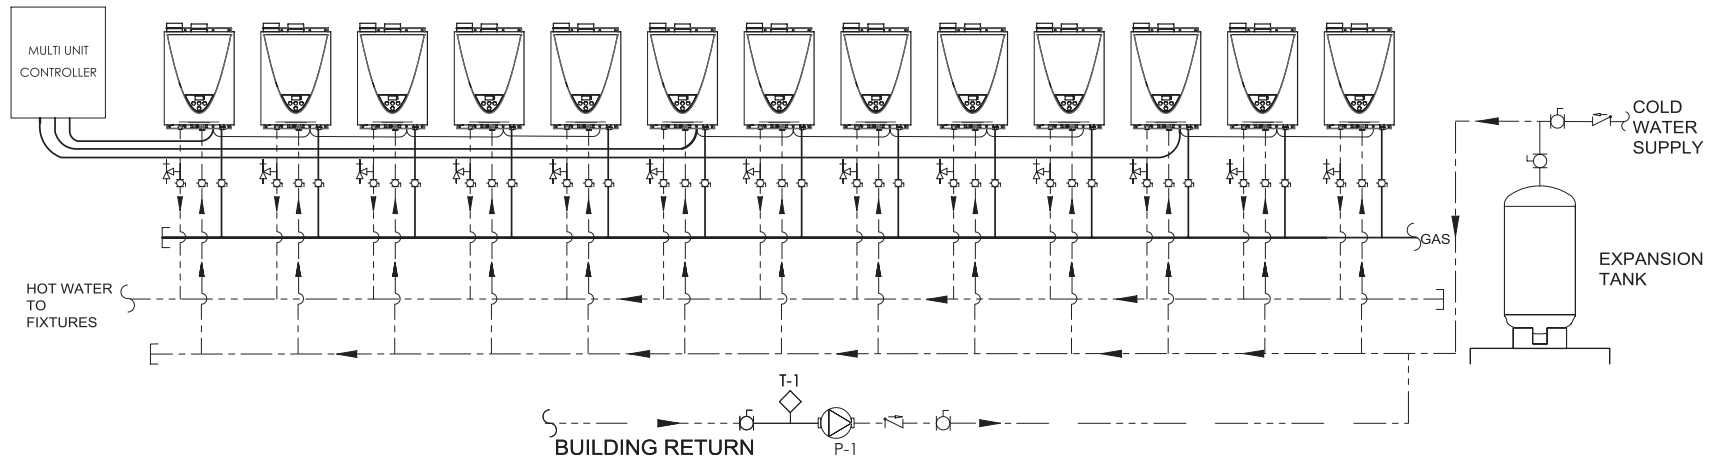 MULTI UNIT
CONTROLLER
COLD
WATER
SUPPLY
GAS
EXPANSION
TANK
HOT WATER
TO
FIXTURES
T-1
P-1
BUILDING RETURN